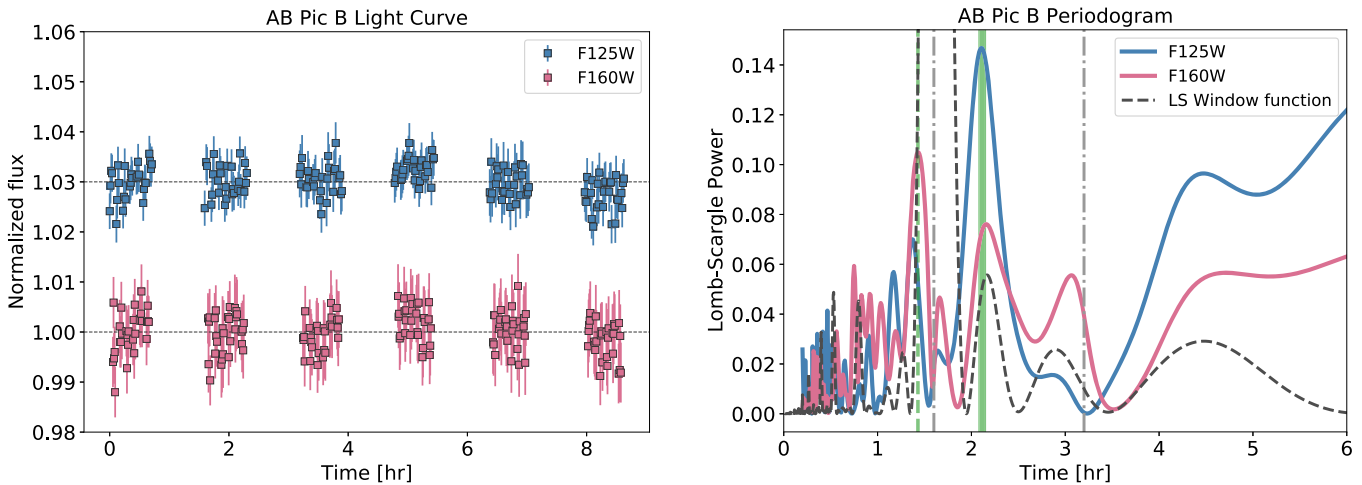 AB Pic B Light Curve
1.06
1.05
1.04
1.03
1.02
1.01
1.00
0.99
0.98
Normalized flux
F125W
F160W
0 2 4 6 8
Time [hr]
AB Pic B Periodogram
0.14
0.12
0.10
0.08
0.06
0.04
0.02
0.00
Lomb-Scargle Power
F125W
F160W
LS Window function
0 1 2 3 4 5 6
Time [hr]